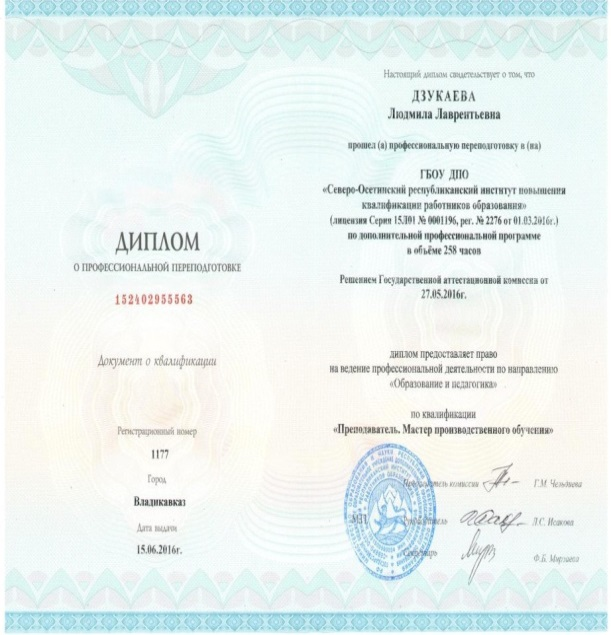 ДИПЛОМ
О ПРОФЕССИОНАЛЬНОЙ ПЕРЕПОДГОТОВКЕ
152402955563
Документ о квалификации
Регистрационный номер
1177
Город
Владикавказ
Дата выдачи
15.06.2016г.
Настоящий диплом свидетельствует о том, что
ДЗУКАЕВА
Людмила Лаврентьевна
прошел (а) профессиональную переподготовку в (на)
ГБОУ ДПО
«Северо-Осетинский республиканский институт повышения
квалификации работников образования»
(лицензия Серия 15Л01 № 0001196, рег. № 2276 от 01.03.2016г.)
по дополнительной профессиональной программе
в объёме 258 часов
Решением Государственной аттестационной комиссии от
27.05.2016г.
диплом предоставляет право
на ведение профессиональной деятельности по направлению
«Образование и педагогика»
по квалификации
«Преподаватель. Мастер производственного обучения»
Председатель комиссии Г.М.
М.П. Руководитель Л.С. Исакова
Секретарь Ф.Б. Мирзаева